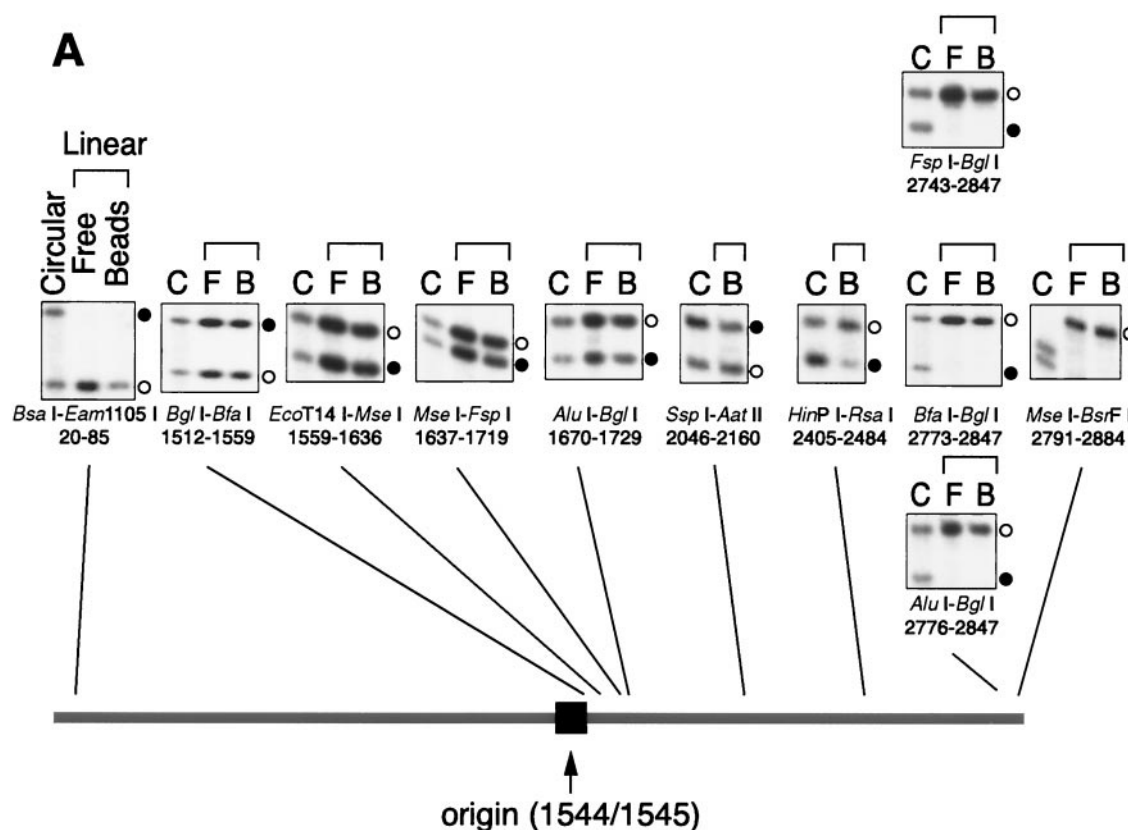 A
C F B
Fsp I-Bgl I
2743-2847
Linear
Circular
Free
Beads
C F B
C F B
C F B
C F B
C B
C B
C F B
C F B
Bsa I-Eam1105 I
20-85
Bgl I-Bfa I
1512-1559
EcoT14 I-Mse I
1559-1636
Mse I-Fsp I
1637-1719
Alu I-Bgl I
1670-1729
Ssp I-Aat II
2046-2160
HinP I-Rsa I
2405-2484
Bfa I-Bgl I
2773-2847
Mse I-BsrF I
2791-2884
C F B
Alu I-Bgl I
2776-2847
origin (1544/1545)